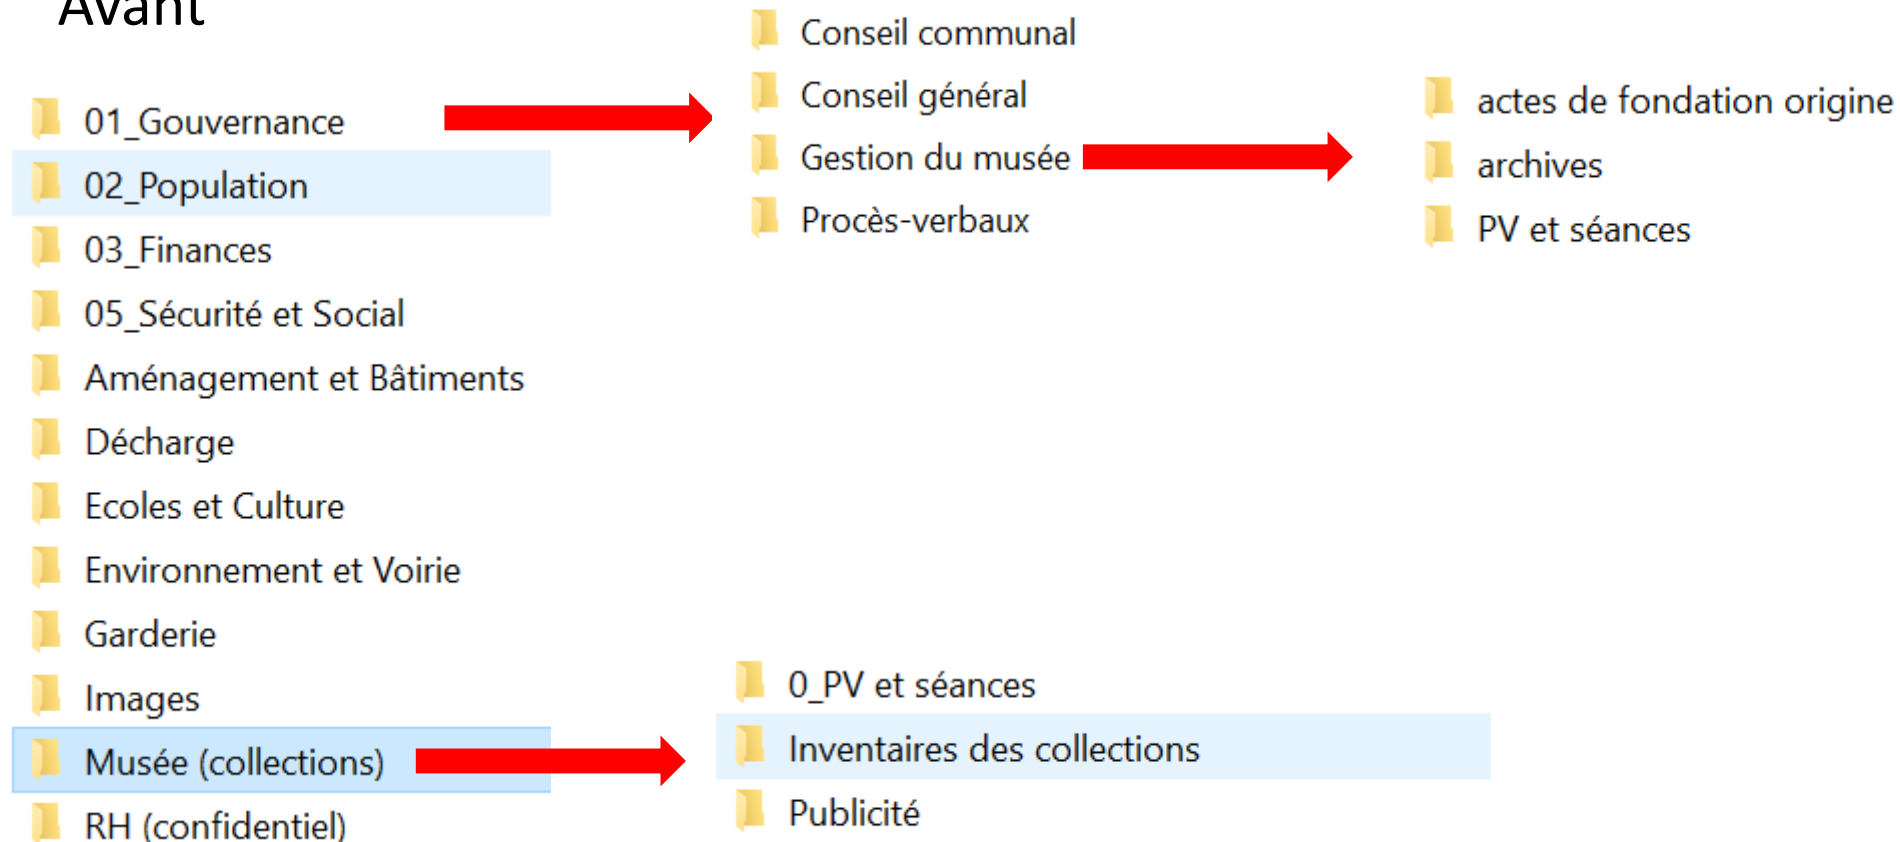 Avant
01_Gouvernance
02_Population
03_Finances
05_Sécurité et Social
Aménagement et Bâtiments
Décharge
Ecoles et Culture
Environnement et Voirie
Garderie
Images
Musée (collections)
RH (confidentiel)
Conseil communal
Conseil général
Gestion du musée
Procès-verbaux
actes de fondation origine
archives
PV et séances
0_PV et séances
Inventaires des collections
Publicité